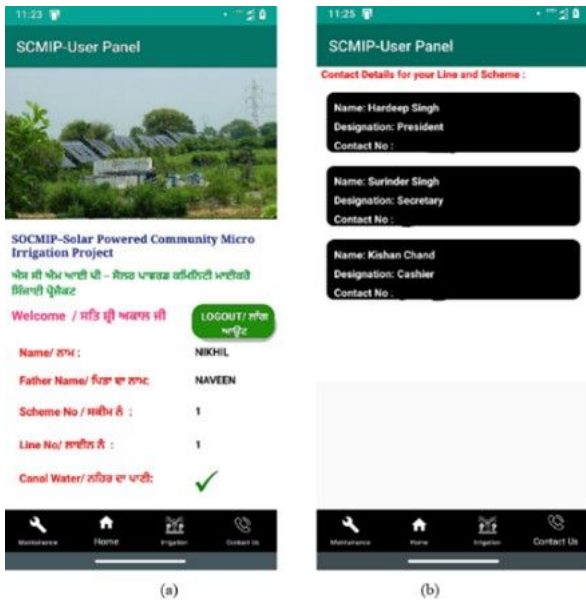 11:23
SCMIP-User Panel
SOCMIP-Solar Powered Community Micro
Irrigation Project
ਐਸ ਸੀ ਐਮ ਆਈ ਪੀ – ਸੋਲਰ ਪਾਵਰਡ ਕਮਿਨਿਟੀ ਮਾਈਕਰੋ
ਸਿੰਜਾਈ ਪ੍ਰੋਜੈਕਟ
Welcome / ਸਤਿ ਸ਼੍ਰੀ ਅਕਾਲ ਜੀ
LOGOUT/ ਲਾੱਗ
ਆਊਟ
Name/ ਨਾਮ :
NIKHIL
Father Name/ ਪਿਤਾ ਦਾ ਨਾਮ:
NAVEEN
Scheme No / ਸਕੀਮ ਨੰ :
1
Line No/ ਲਾਈਨ ਨੰ :
1
Canal Water/ ਨਹਿਰ ਦਾ ਪਾਣੀ:
Maintainance
Home
Irrigation
Contact Us
(a)
11:25
SCMIP-User Panel
Contact Details for your Line and Scheme :
Name: Hardeep Singh
Designation: President
Contact No :
Name: Surinder Singh
Designation: Secretary
Contact No :
Name: Kishan Chand
Designation: Cashier
Contact No :
Maintainance
Home
Irrigation
Contact Us
(b)